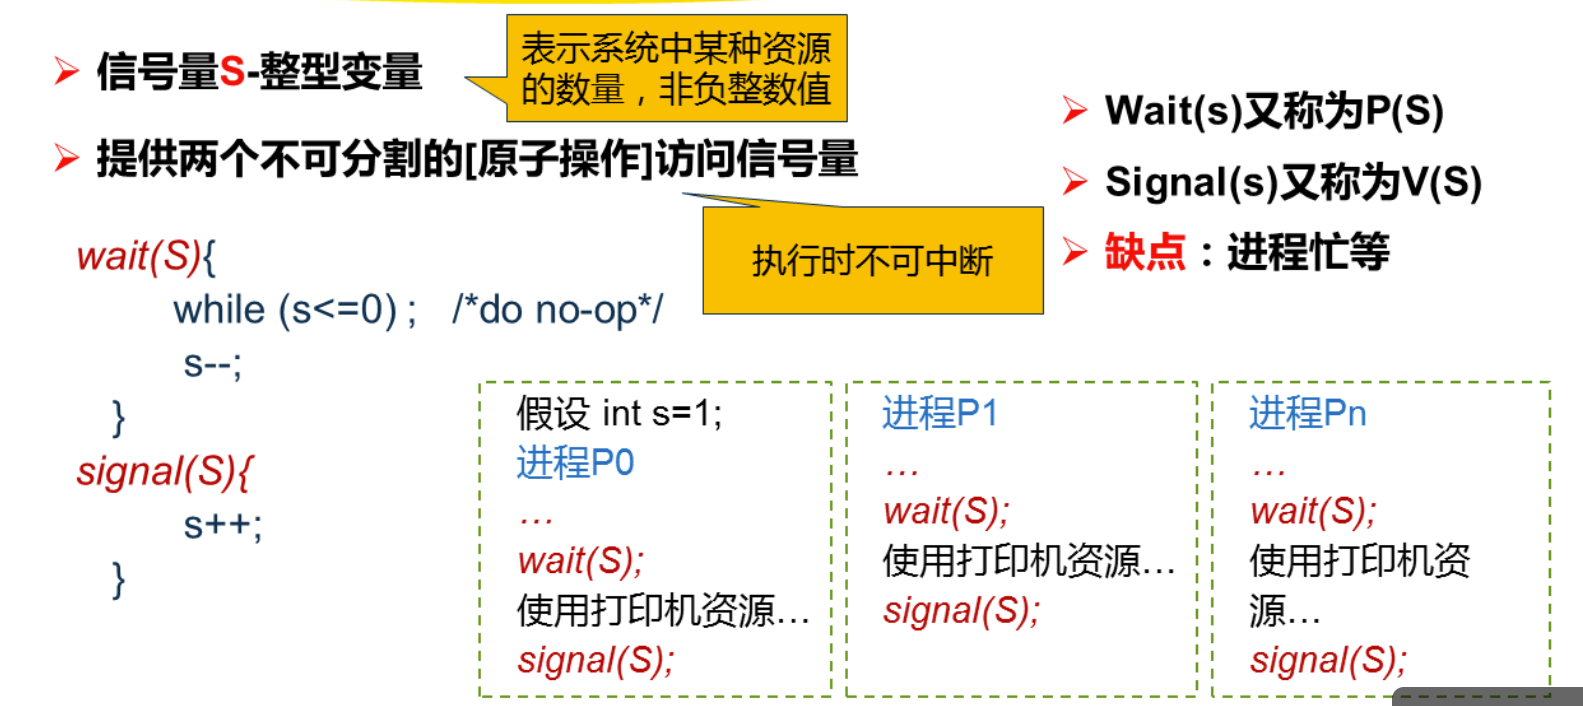 信号量S-整型变量
表示系统中某种资源
的数量，非负整数值
提供两个不可分割的[原子操作]访问信号量
执行时不可中断
wait(S){
while (s<=0) ; /*do no-op*/
s--;
}
signal(S){
s++;
}
Wait(s)又称为P(S)
Signal(s)又称为V(S)
缺点：进程忙等
假设 int s=1;
进程P0
…
wait(S);
使用打印机资源…
signal(S);
进程P1
…
wait(S);
使用打印机资源…
signal(S);
进程Pn
…
wait(S);
使用打印机资
源…
signal(S);